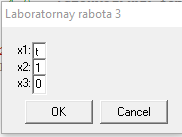 Laboratornay rabota 3
x1: t
x2: 1
x3: 0
OK Cancel